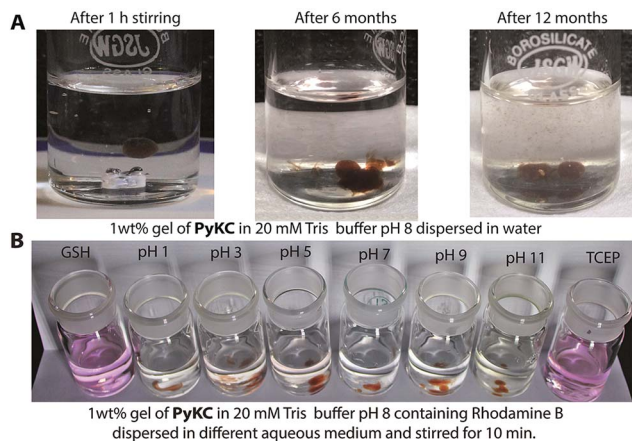 A
After 1 h stirring
After 6 months
After 12 months
JSGW
BOROSILICATE
JSGW
1wt% gel of PyKC in 20 mM Tris buffer pH 8 dispersed in water
B
GSH
pH 1
pH 3
pH 5
pH 7
pH 9
pH 11
TCEP
1wt% gel of PyKC in 20 mM Tris buffer pH 8 containing Rhodamine B
dispersed in different aqueous medium and stirred for 10 min.